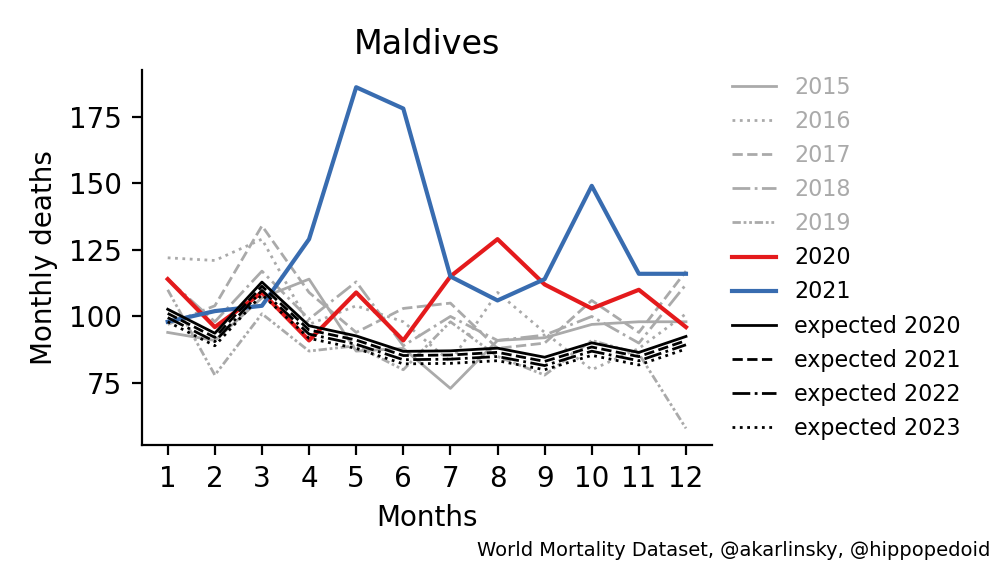 Maldives
Monthly deaths
175
150
125
100
75
1 2 3 4 5 6 7 8 9 10 11 12
Months
2015
2016
2017
2018
2019
2020
2021
expected 2020
expected 2021
expected 2022
expected 2023
World Mortality Dataset, @akarlinsky, @hippopedoid